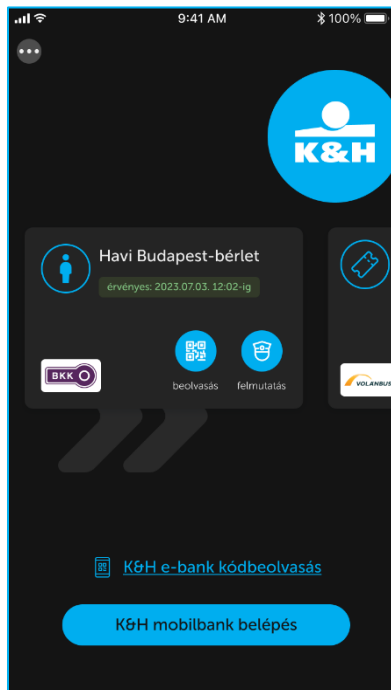 9:41 AM
100%
K&H
Havi Budapest-bérlet
érvényes: 2023.07.03. 12:02-ig
BKK
beolvasás
felmutatás
VOLANBUS
K&H e-bank kódbeolvasás
K&H mobilbank belépés